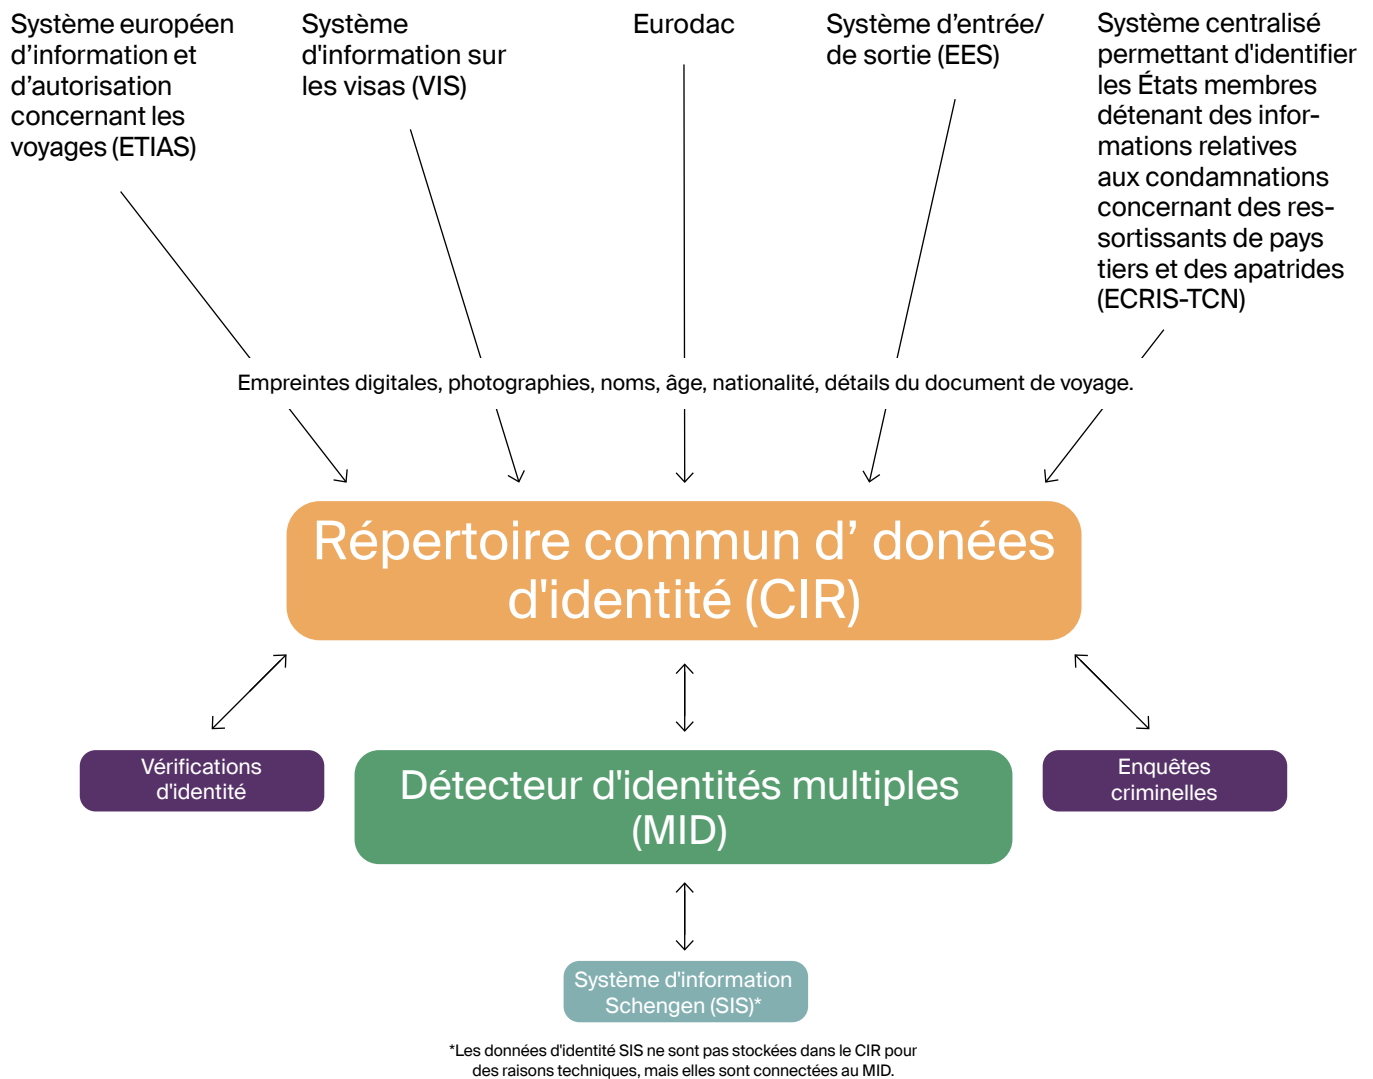 Système européen
d’information et
d’autorisation
concernant les
voyages (ETIAS)
Système
d'information sur
les visas (VIS)
Eurodac
Système d’entrée/
de sortie (EES)
Système centralisé
permettant d'identifier
les États membres
détenant des infor-
mations relatives
aux condamnations
concernant des res-
sortissants de pays
tiers et des apatrides
(ECRIS-TCN)
Empreintes digitales, photographies, noms, âge, nationalité, détails du document de voyage.
Répertoire commun d’ donées
d'identité (CIR)
Vérifications
d'identité
Détecteur d'identités multiples
(MID)
Enquêtes
criminelles
Système d'information
Schengen (SIS)*
*Les données d'identité SIS ne sont pas stockées dans le CIR pour
des raisons techniques, mais elles sont connectées au MID.